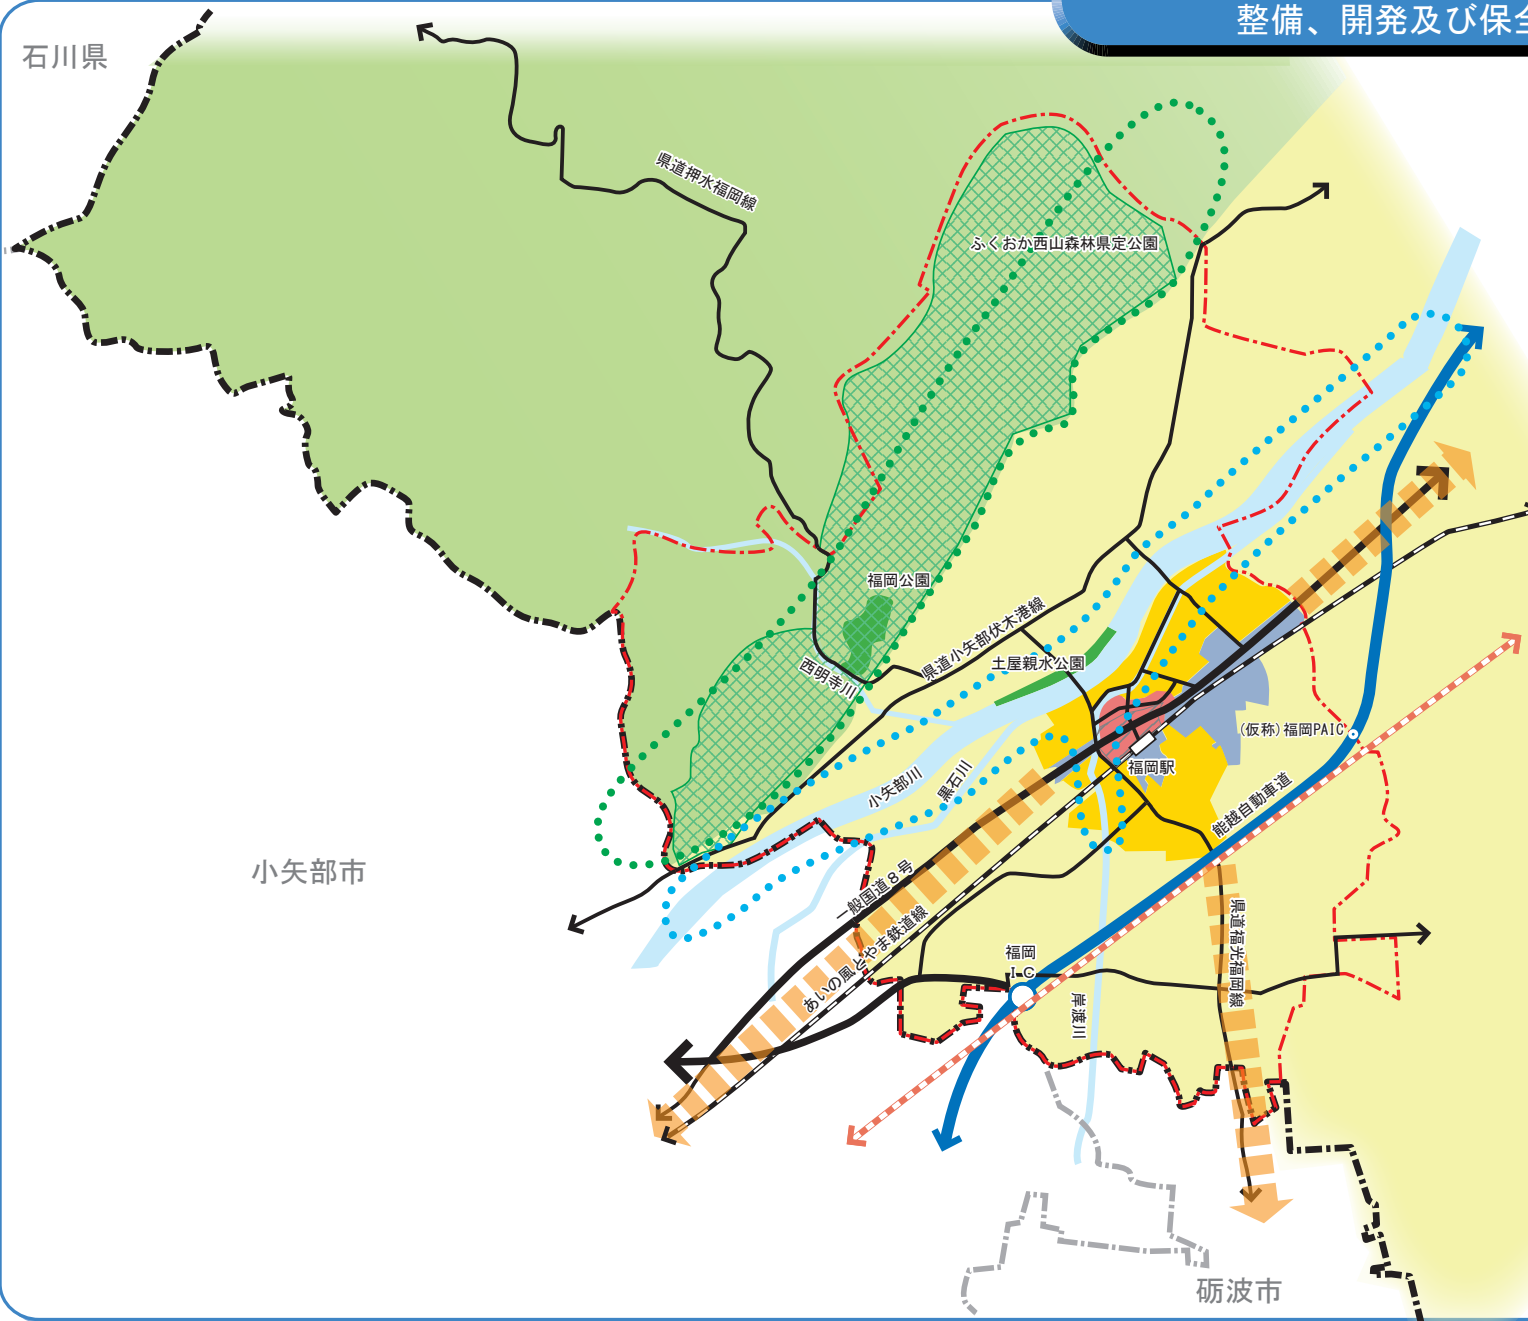 整備、開発及び保全
石川県
県道押水福岡線
ふくおか西山森林県定公園
福岡公園
県道小矢部伏木港線
土屋親水公園
西明寺川
(仮称)福岡PAIC
福岡駅
小矢部川
黒石川
能越自動車道
小矢部市
一般国道8号
あいの風とやま鉄道線
県道福光福岡線
福岡
IC
岸渡川
砺波市